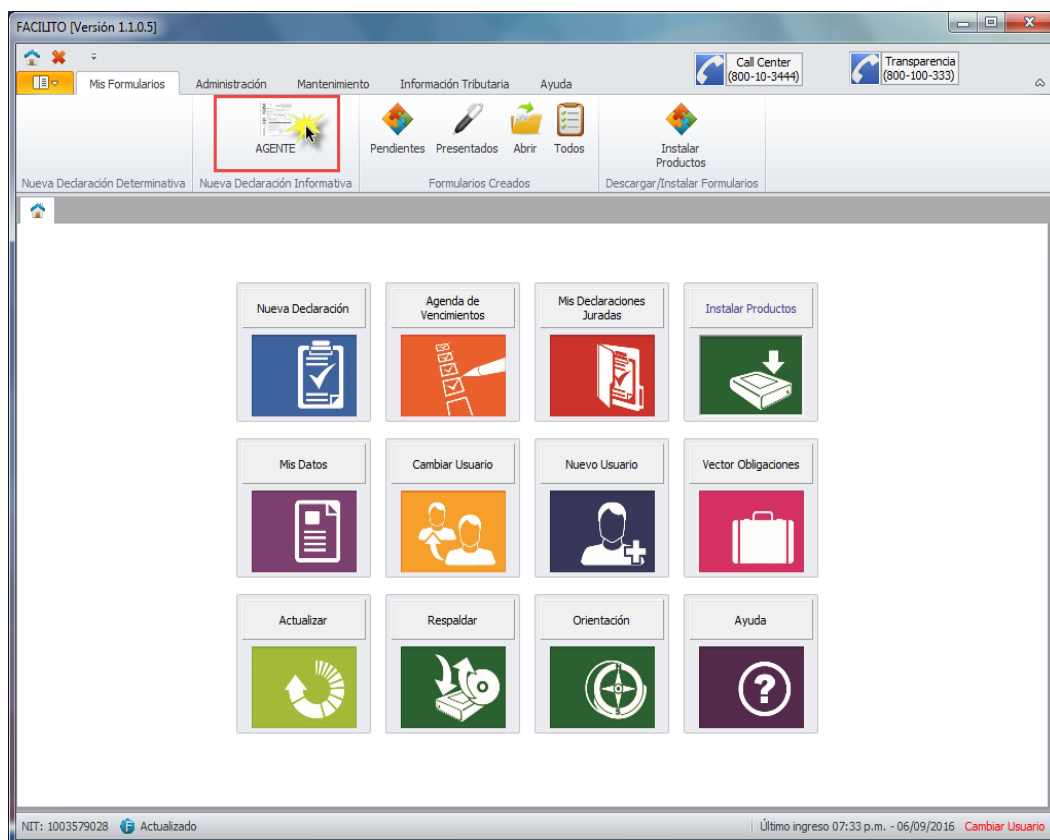 FACILITO [Versión 1.1.0.5]
Call Center
(800-10-3444)
Transparencia
(800-100-333)
Mis Formularios
Administración
Mantenimiento
Información Tributaria
Ayuda
AGENTE
Pendientes
Presentados
Abrir
Todos
Instalar
Productos
Nueva Declaración Determinativa
Nueva Declaración Informativa
Formularios Creados
Descargar/Instalar Formularios
Nueva Declaración
Agenda de
Vencimientos
Mis Declaraciones
Juradas
Instalar Productos
Mis Datos
Cambiar Usuario
Nuevo Usuario
Vector Obligaciones
Actualizar
Respaldar
Orientación
Ayuda
NIT: 1003579028
Actualizado
Último ingreso 07:33 p.m. - 06/09/2016
Cambiar Usuario